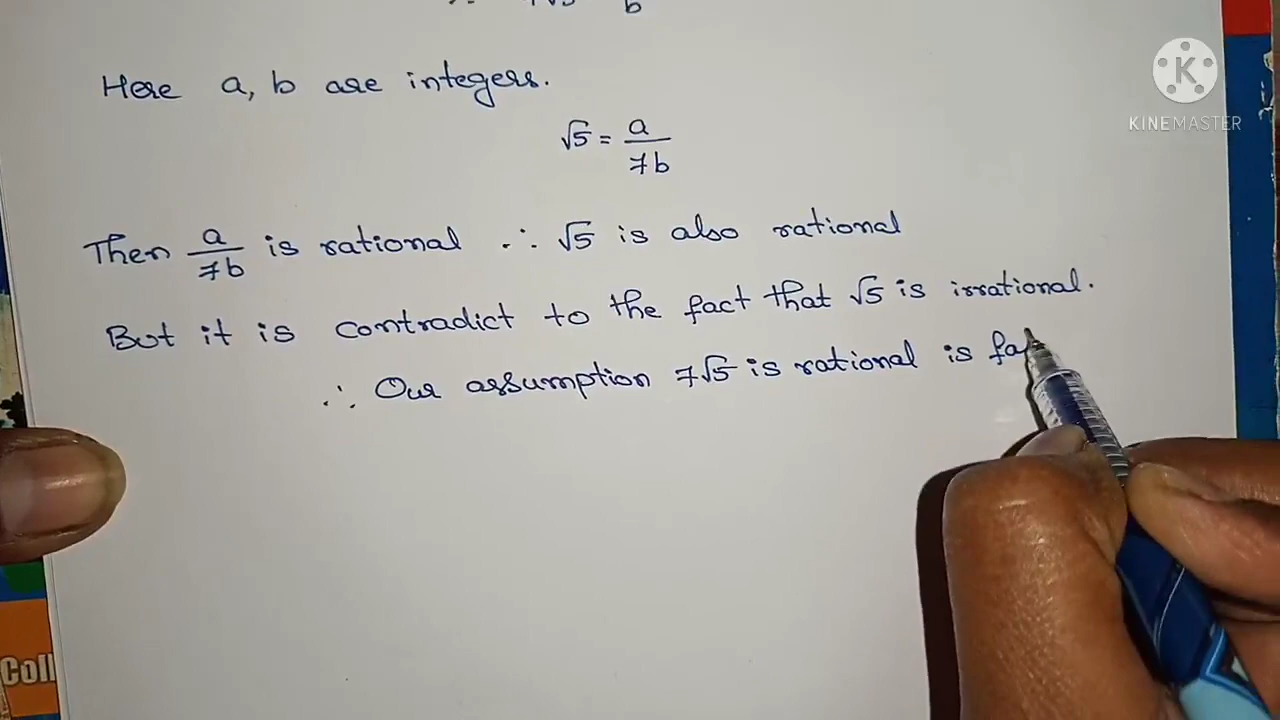 Here a, b are integers.
√5 = a/7b
Then a/7b is rational ∴ √5 is also rational
But it is contradict to the fact that √5 is irrational.
∴ Our assumption 7√5 is rational is fa
K
KINEMASTER
Coll